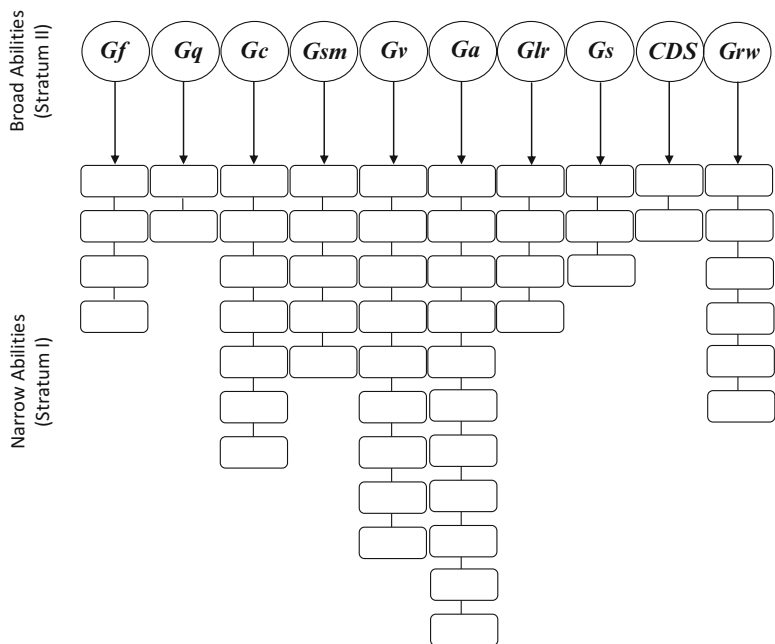 Broad Abilities
(Stratum II)
Gf Gq Gc Gsm Gv Ga Glr Gs CDS Grw
Narrow Abilities
(Stratum I)